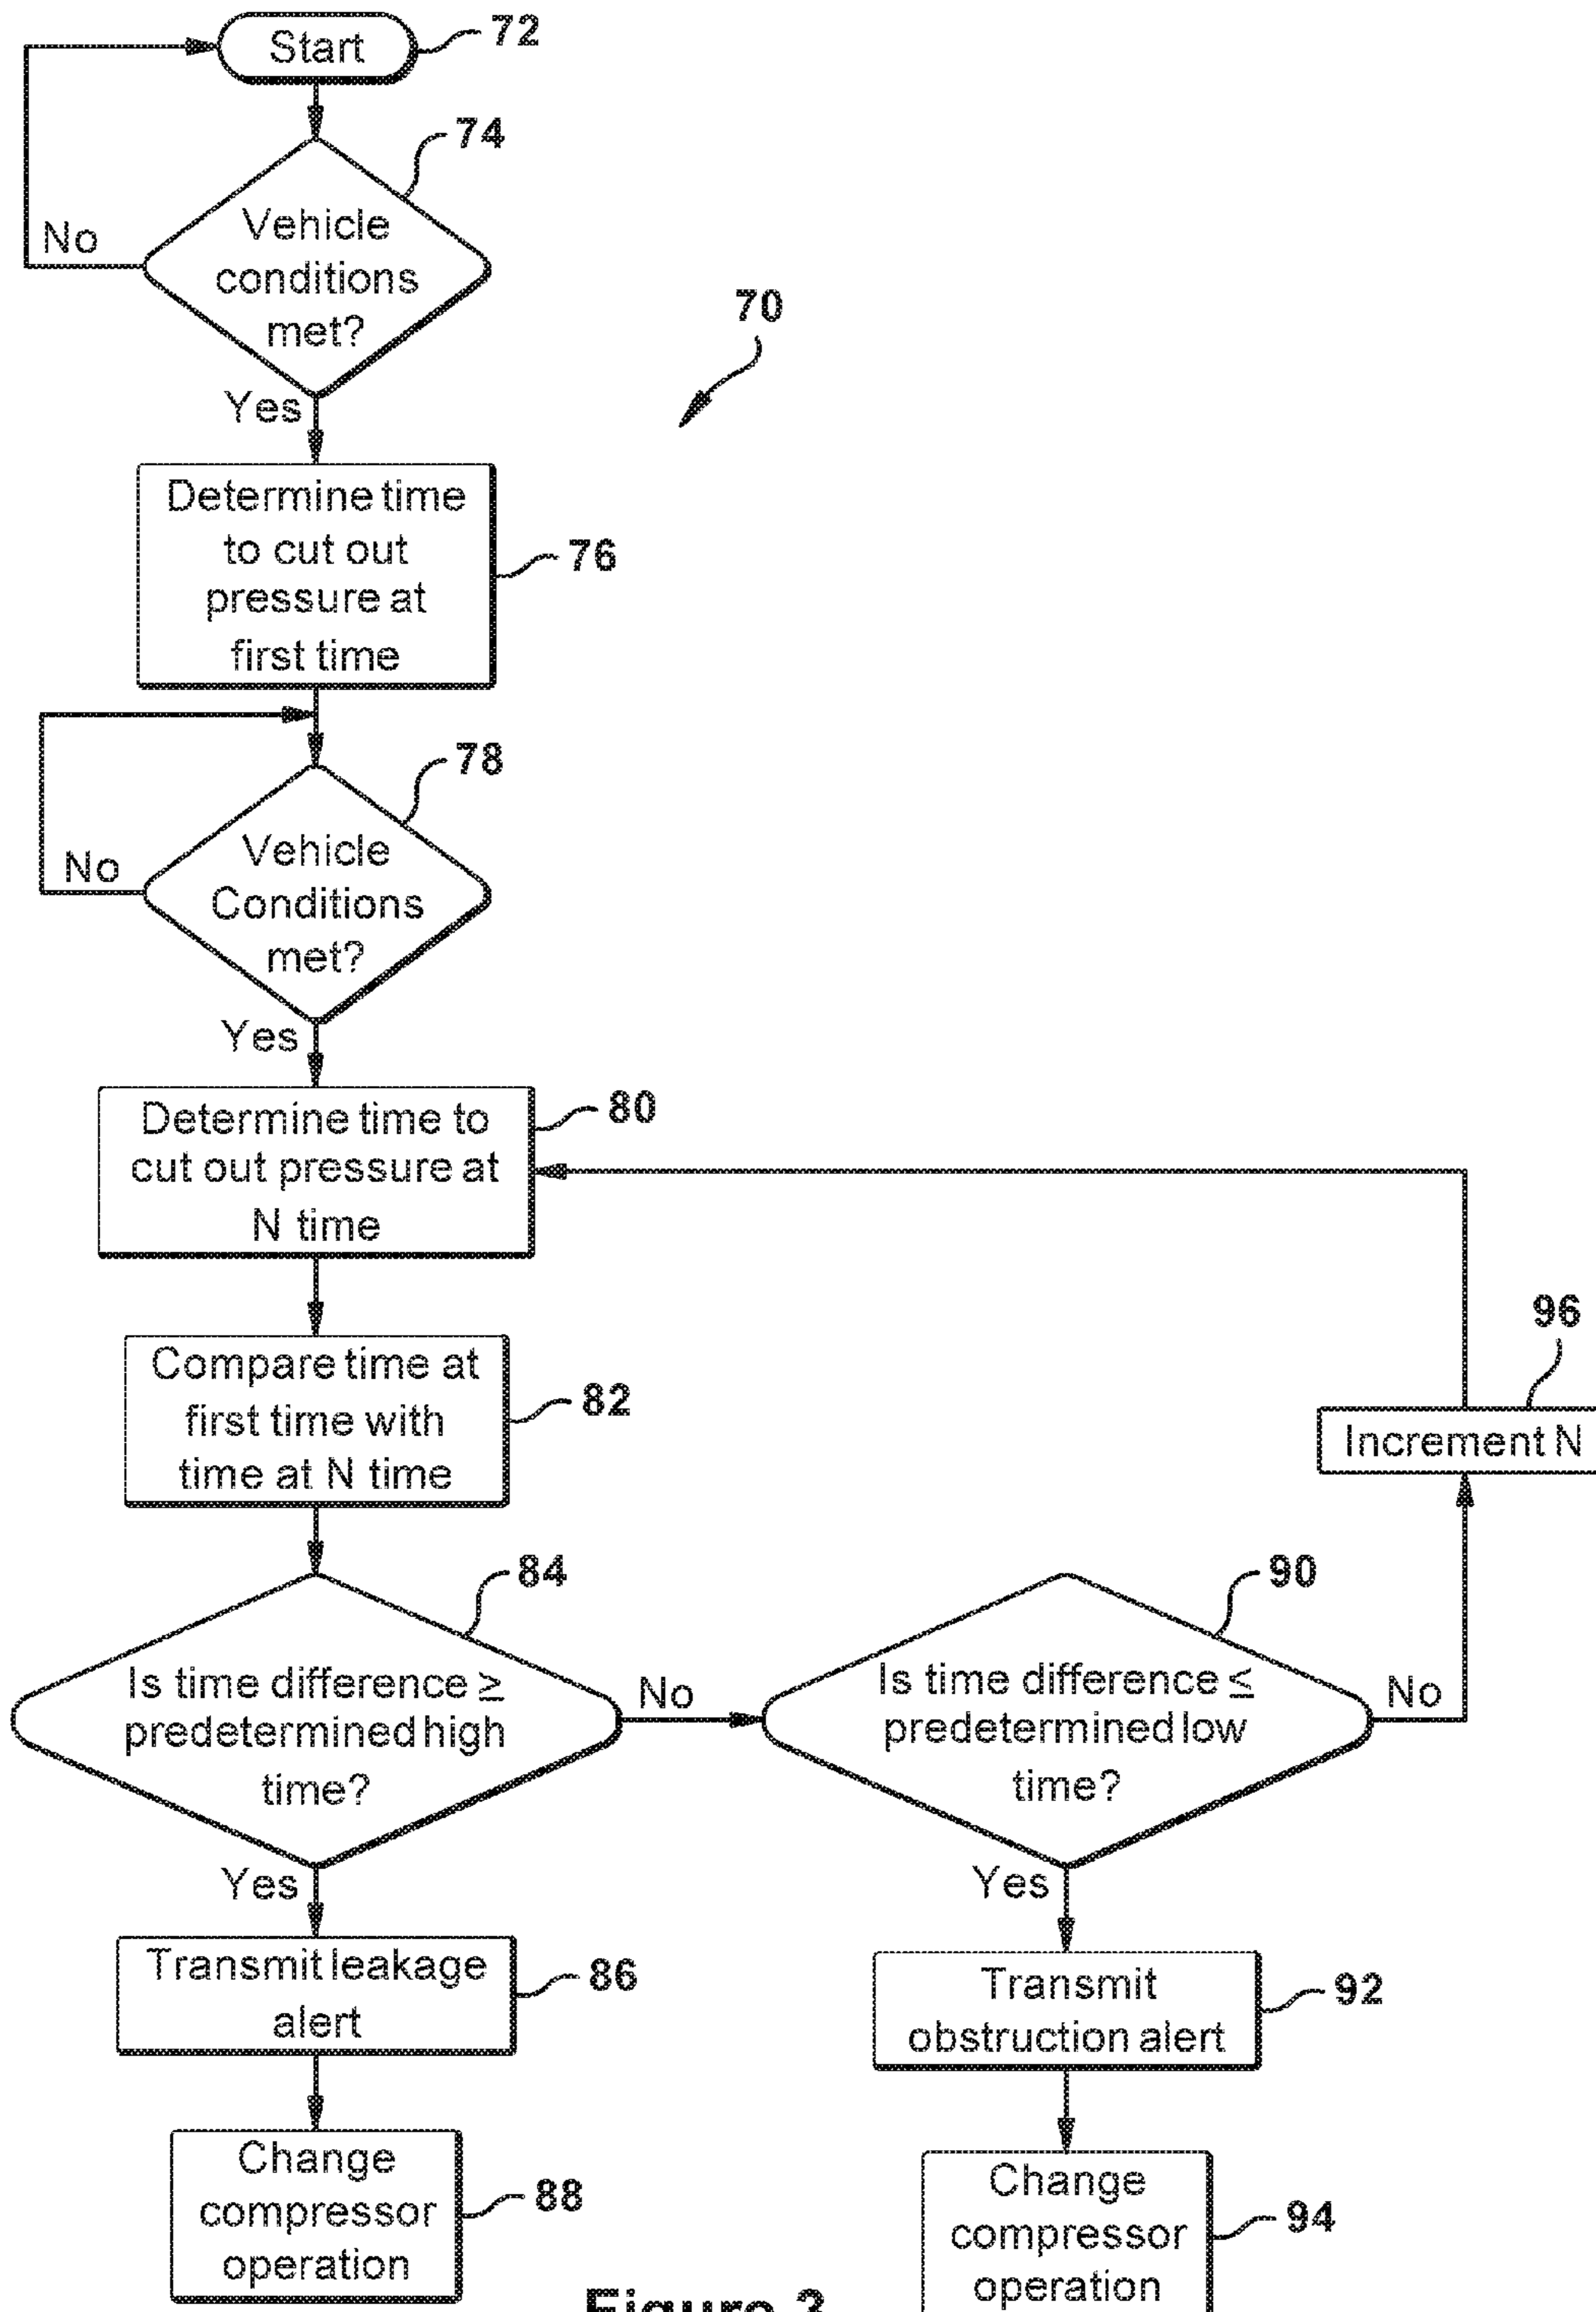 Start
72
74
No
Vehicle
conditions
met?
70
Yes
Determine time
to cut out
pressure at
first time
76
78
No
Vehicle
Conditions
met?
Yes
80
Determine time to
cut out pressure at
N time
96
Compare time at
first time with
time at N time
82
Increment N
84
90
Is time difference ≥
predetermined high
time?
No
Is time difference ≤
predetermined low
time?
No
Yes
Yes
Transmit leakage
alert
86
Transmit
obstruction alert
92
Change
compressor
operation
88
Change
compressor
operation
94
Figure 3